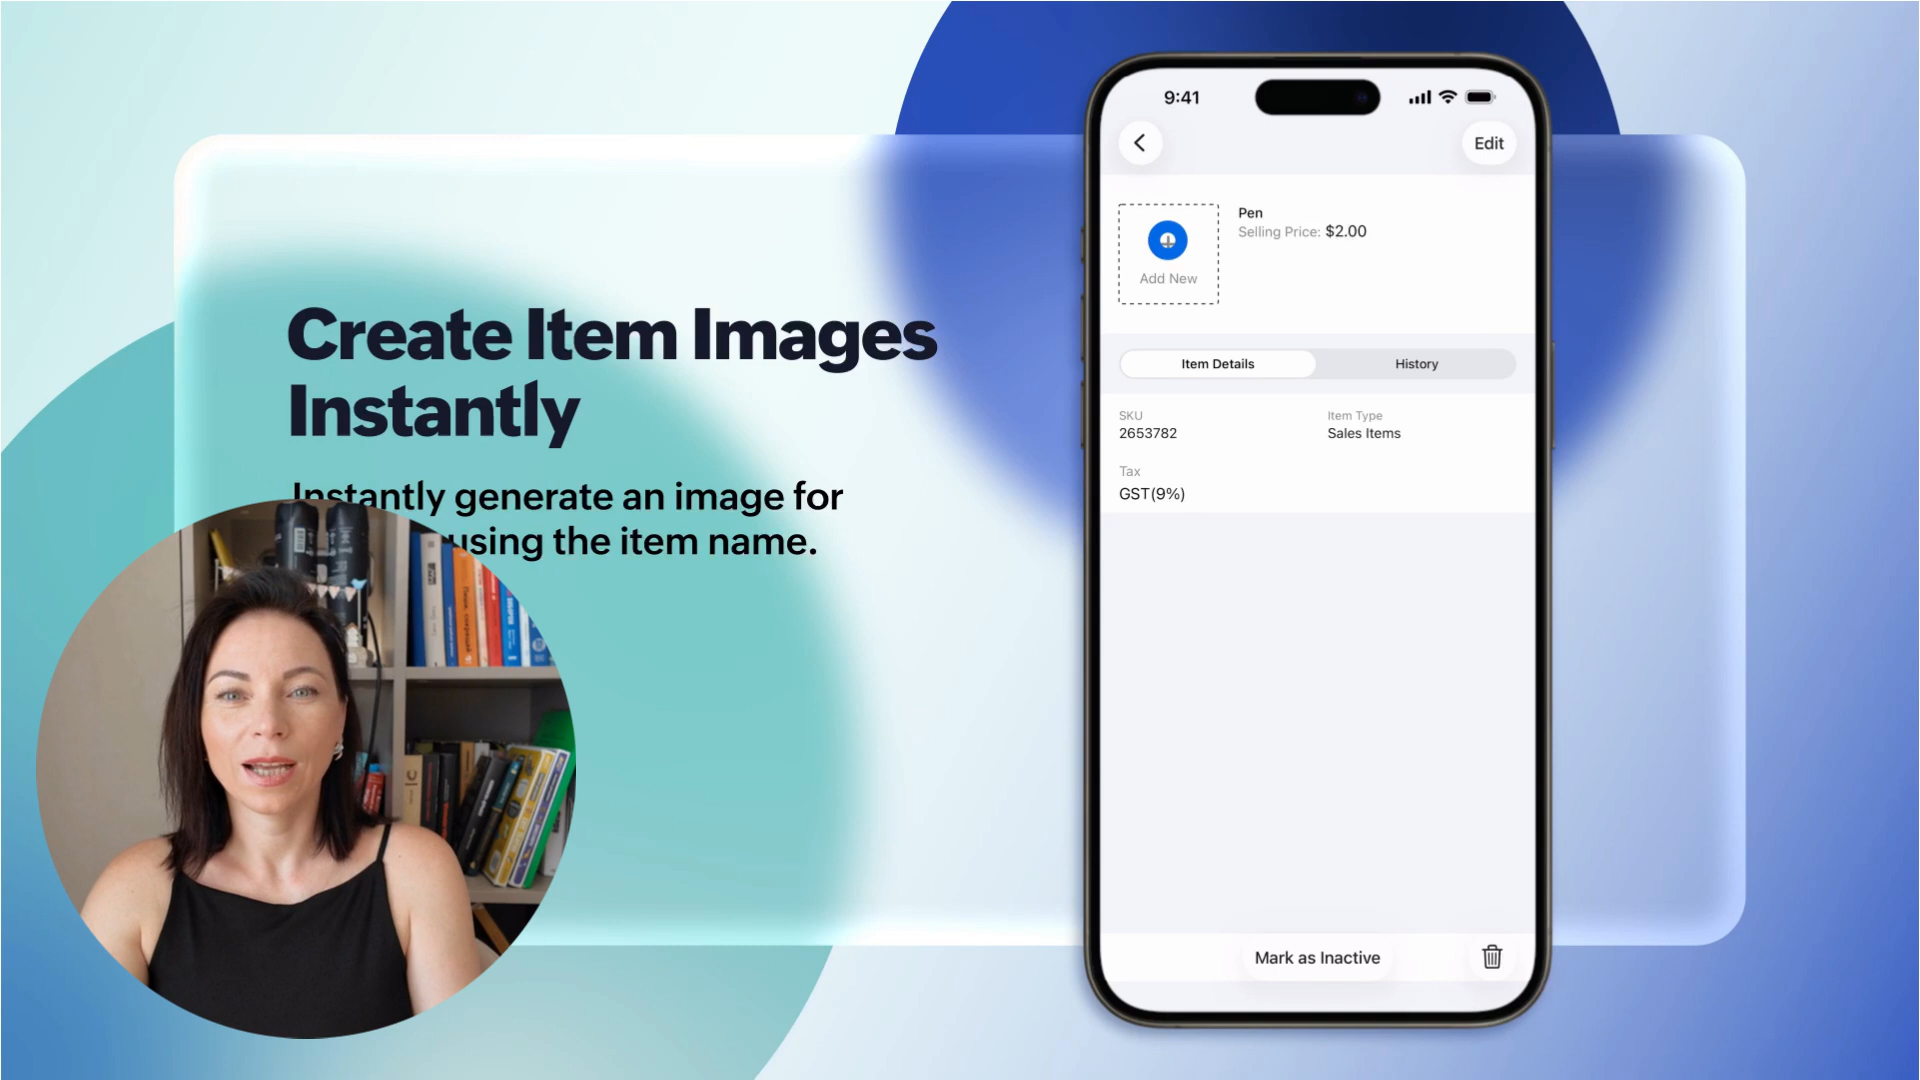 Create Item Images
Instantly
Instantly generate an image for
using the item name.
9:41
Edit
Add New
Pen
Selling Price: $2.00
Item Details
History
SKU
2653782
Item Type
Sales Items
Tax
GST(9%)
Mark as Inactive